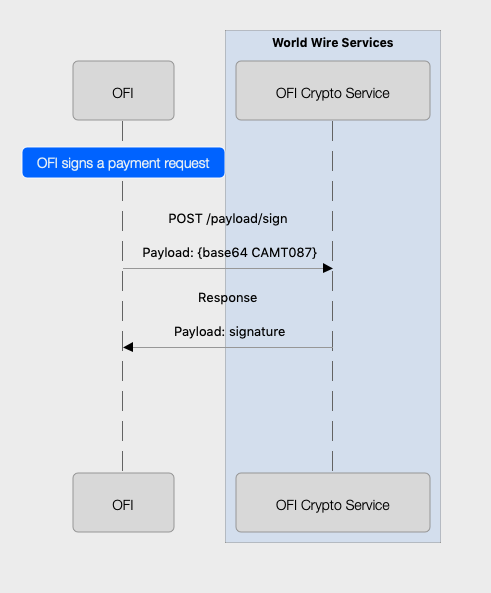 World Wire Services
OFI
OFI Crypto Service
OFI signs a payment request
POST /payload/sign
Payload: {base64 CAMT087}
Response
Payload: signature
OFI
OFI Crypto Service